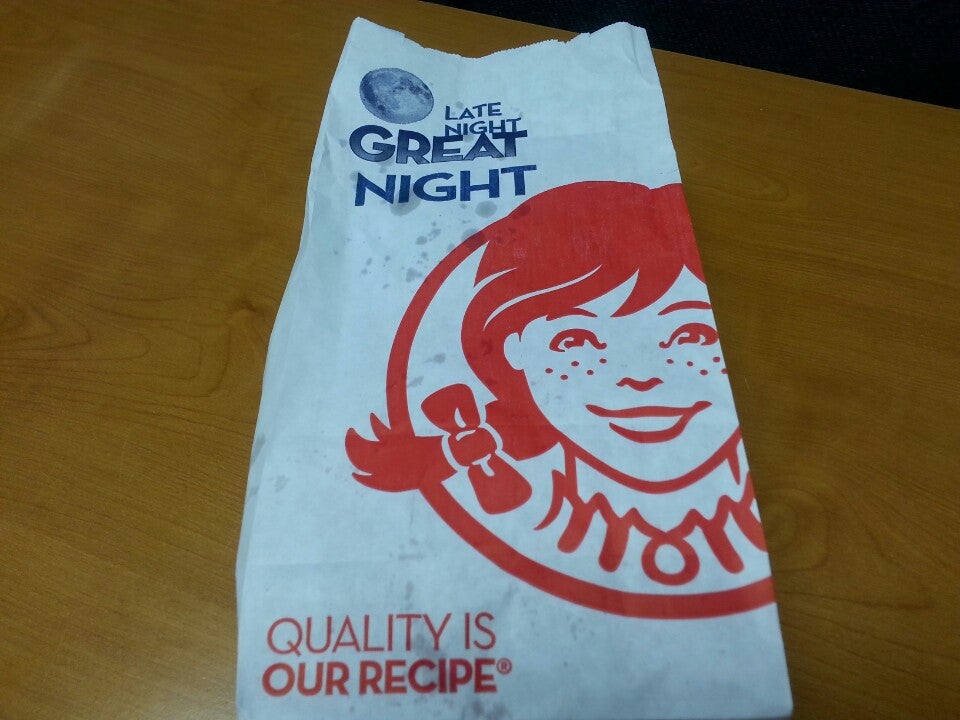 LATE
NIGHT
GREAT
NIGHT
QUALITY IS
OUR RECIPE®